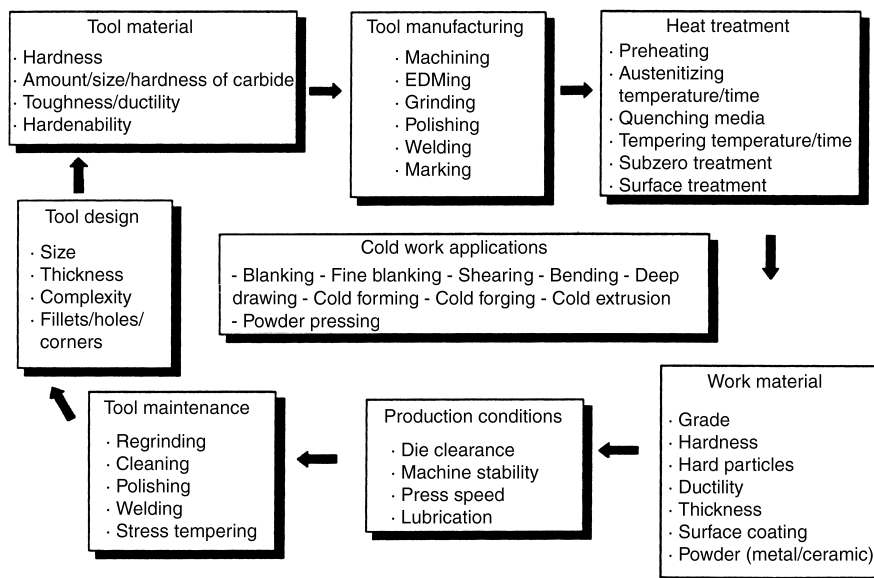 Tool material
· Hardness
· Amount/size/hardness of carbide
· Toughness/ductility
· Hardenability
Tool manufacturing
· Machining
· EDMing
· Grinding
· Polishing
· Welding
· Marking
Heat treatment
· Preheating
· Austenitizing
temperature/time
· Quenching media
· Tempering temperature/time
· Subzero treatment
· Surface treatment
Tool design
· Size
· Thickness
· Complexity
· Fillets/holes/
corners
Cold work applications
- Blanking - Fine blanking - Shearing - Bending - Deep
drawing - Cold forming - Cold forging - Cold extrusion
- Powder pressing
Tool maintenance
· Regrinding
· Cleaning
· Polishing
· Welding
· Stress tempering
Production conditions
· Die clearance
· Machine stability
· Press speed
· Lubrication
Work material
· Grade
· Hardness
· Hard particles
· Ductility
· Thickness
· Surface coating
· Powder (metal/ceramic)